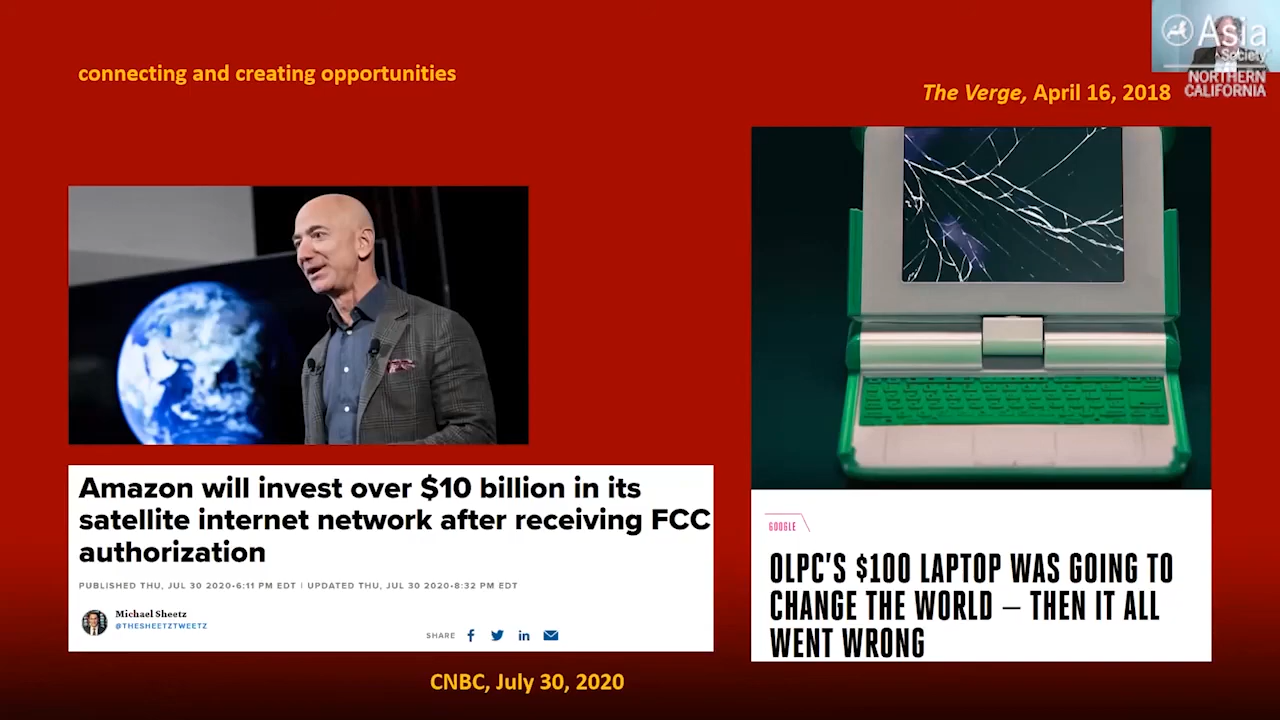 connecting and creating opportunities
Asia
Society
NORTHERN
CALIFORNIA
The Verge, April 16, 2018
Amazon will invest over $10 billion in its
satellite internet network after receiving FCC
authorization
PUBLISHED THU, JUL 30 2020•6:11 PM EDT | UPDATED THU, JUL 30 2020•8:32 PM EDT
Michael Sheetz
@THESHEETZTWEETZ
SHARE
CNBC, July 30, 2020
GOOGLE
OLPC'S $100 LAPTOP WAS GOING TO
CHANGE THE WORLD — THEN IT ALL
WENT WRONG